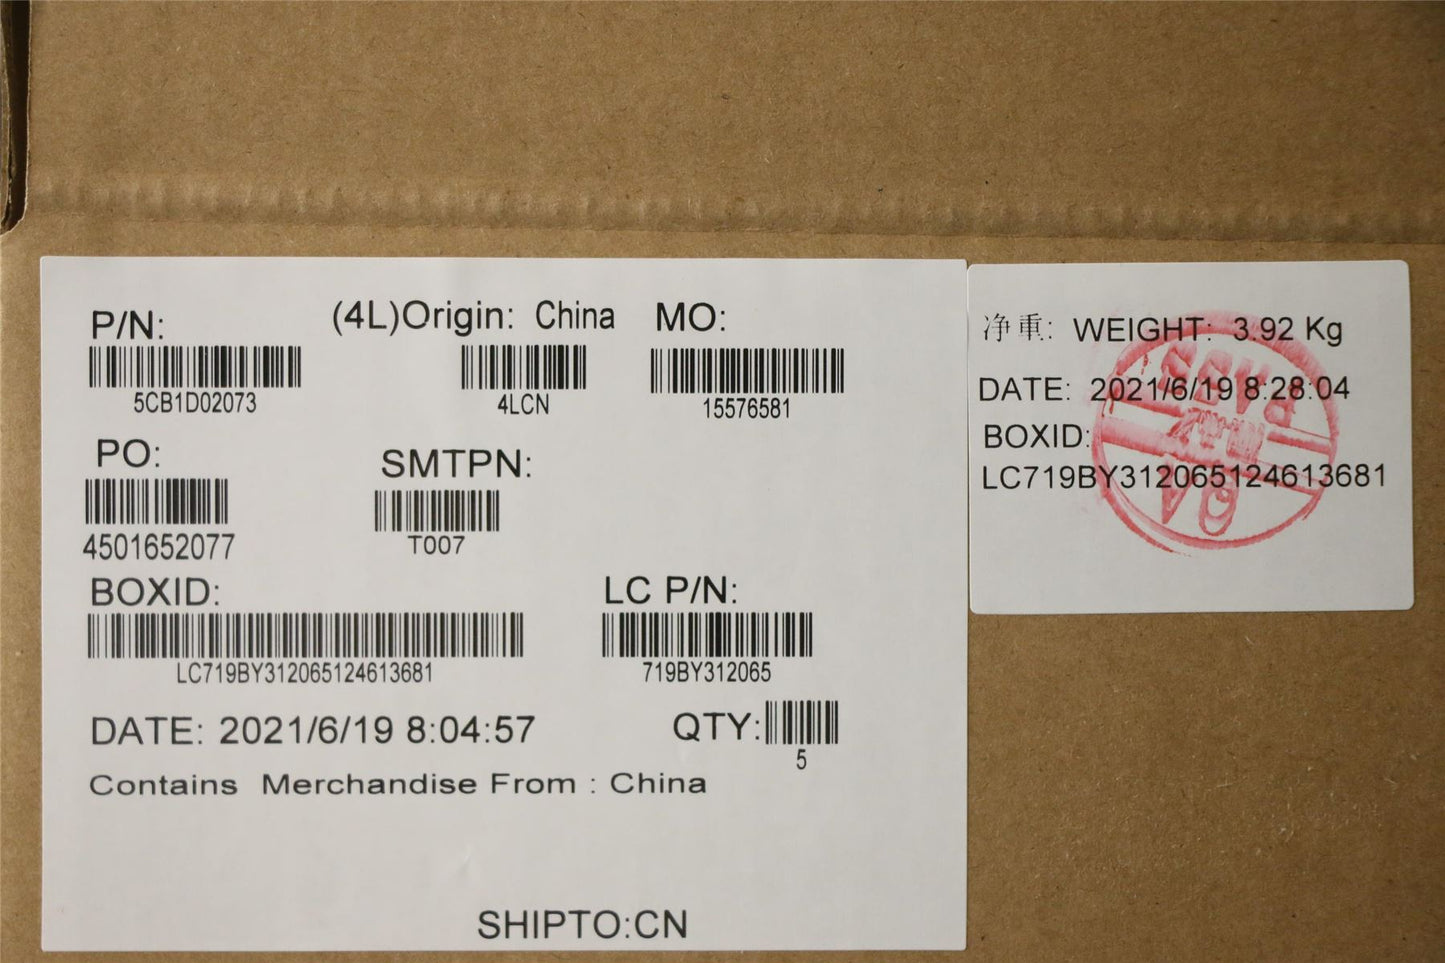 P/N:
5CB1D02073
(4L)Origin: China
4LCN
MO:
15576581
PO:
4501652077
SMTPN:
T007
BOXID:
LC719BY312065124613681
LC P/N:
719BY312065
DATE: 2021/6/19 8:04:57
QTY:
5
Contains Merchandise From : China
SHIPTO:CN
净重: WEIGHT: 3.92 Kg
DATE: 2021/6/19 8:28:04
BOXID:
LC719BY312065124613681
QA